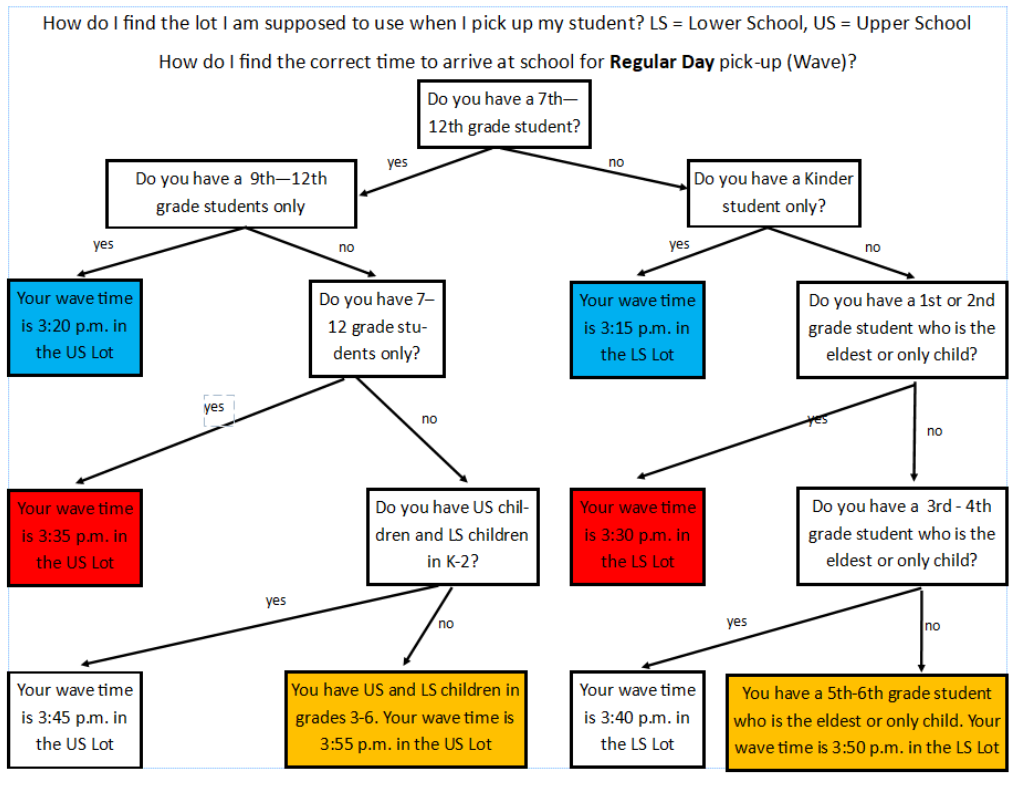 How do I find the lot I am supposed to use when I pick up my student? LS = Lower School, US = Upper School
How do I find the correct time to arrive at school for Regular Day pick-up (Wave)?
Do you have a 7th—
12th grade student?
yes
no
Do you have a  9th—12th
grade students only
Do you have a Kinder
student only?
yes
no
yes
no
Your wave time
is 3:20 p.m. in
the US Lot
Do you have 7–
12 grade stu-
dents only?
Your wave time
is 3:15 p.m. in
the LS Lot
Do you have a 1st or 2nd
grade student who is the
eldest or only child?
yes
no
yes
no
Your wave time
is 3:35 p.m. in
the US Lot
Do you have US chil-
dren and LS children
in K-2?
Your wave time
is 3:30 p.m. in
the LS Lot
Do you have a  3rd - 4th
grade student who is the
eldest or only child?
yes
no
yes
no
Your wave time
is 3:45 p.m. in
the US Lot
You have US and LS children in
grades 3-6. Your wave time is
3:55 p.m. in the US Lot
Your wave time
is 3:40 p.m. in
the LS Lot
You have a 5th-6th grade student
who is the eldest or only child. Your
wave time is 3:50 p.m. in the LS Lot